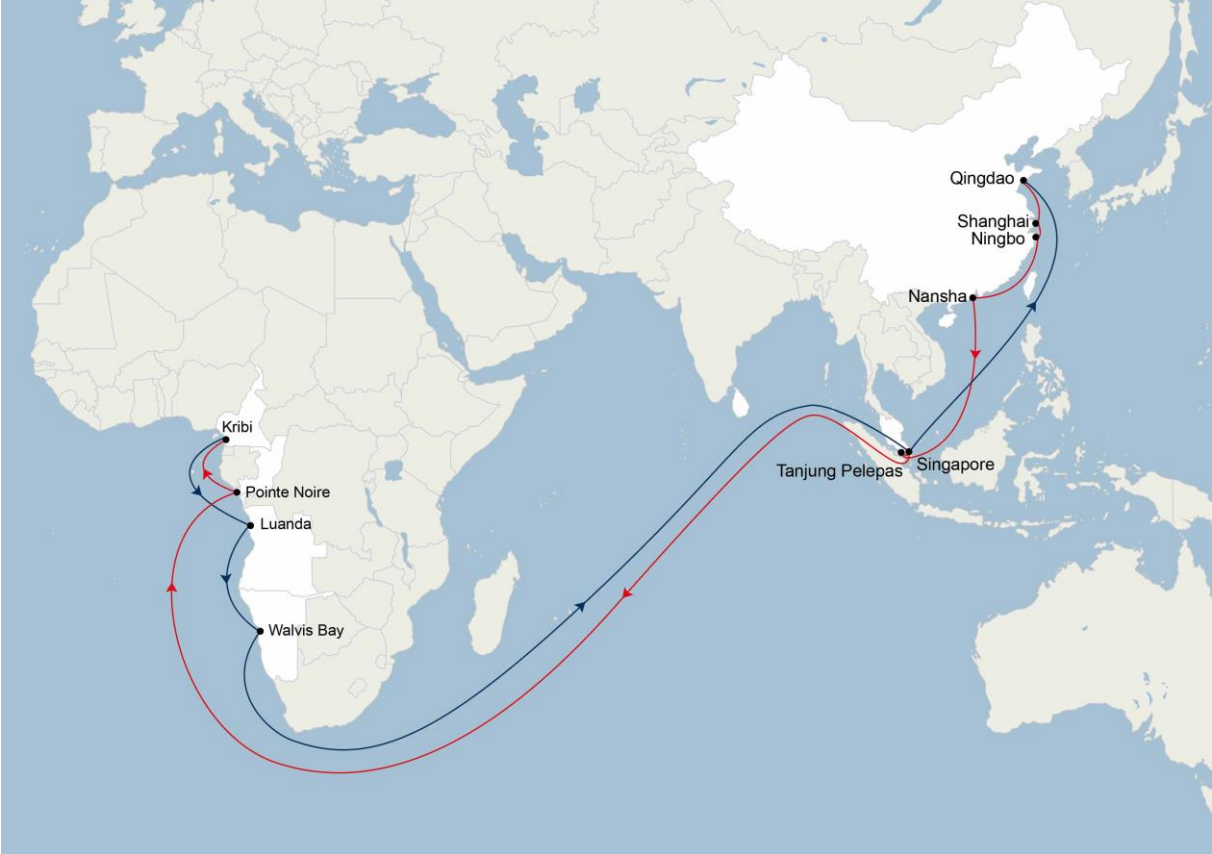 Qingdao
Shanghai
Ningbo
Nansha
Kribi
Tanjung Pelepas
Singapore
Pointe Noire
Luanda
Walvis Bay